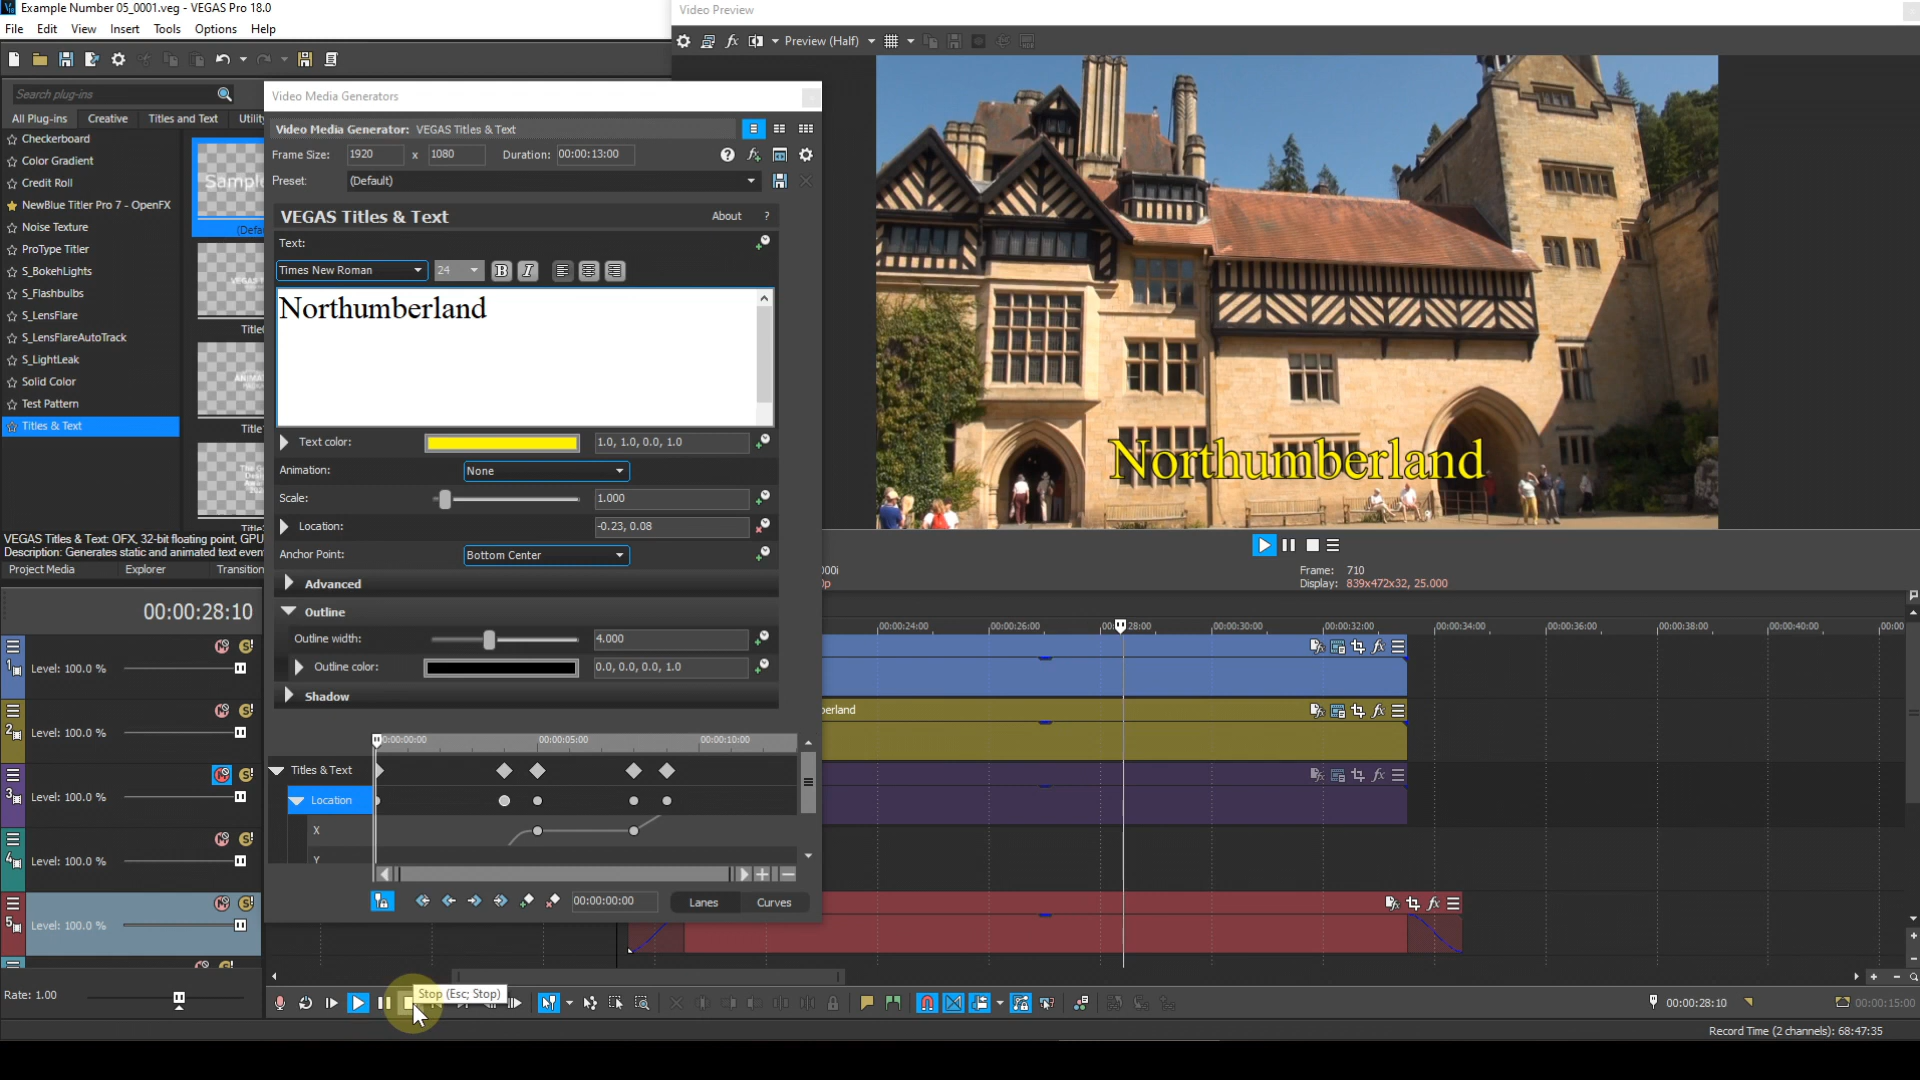 Example Number 05_0001.veg - VEGAS Pro 18.0
File Edit View Insert Tools Options Help
Video Preview
Preview (Half)
Search plug-ins
All Plug-ins Creative Titles and Text
Checkerboard
Color Gradient
Credit Roll
NewBlue Titler Pro 7 - OpenFX
Noise Texture
ProType Titler
S_BokehLights
S_Flashbulbs
S_LensFlare
S_LensFlareAutoTrack
S_LightLeak
Solid Color
Test Pattern
Titles & Text
VEGAS Titles & Text: OFX, 32-bit floating point, GPU
Description: Generates static and animated text even
Project Media Explorer Transition
Video Media Generators
Video Media Generator: VEGAS Titles & Text
Frame Size: 1920 x 1080 Duration: 00:00:13:00
Preset: (Default)
VEGAS Titles & Text About ?
Text:
Times New Roman 24 B I
Northumberland
Text color: 1.0, 1.0, 0.0, 1.0
Animation: None
Scale: 1.000
Location: -0.23, 0.08
Anchor Point: Bottom Center
Advanced
Outline
Outline width: 4.000
Outline color: 0.0, 0.0, 0.0, 1.0
Shadow
00:00:05:00 00:00:10:00
Titles & Text
Location
X
Y
00:00:00:00 Lanes Curves
Northumberland
Frame: 710
Display: 839x472x32, 25.000
00:00:28:10
00:00:24:00 00:00:26:00 00:00:30:00 00:00:32:00 00:00:34:00 00:00:36:00 00:00:38:00 00:00:40:00
1 Level: 100.0 %
2 Level: 100.0 %
3 Level: 100.0 %
4 Level: 100.0 %
5 Level: 100.0 %
Rate: 1.00
Stop (Esc; Stop)
00:00:28:10 00:00:15:00
Record Time (2 channels): 68:47:35